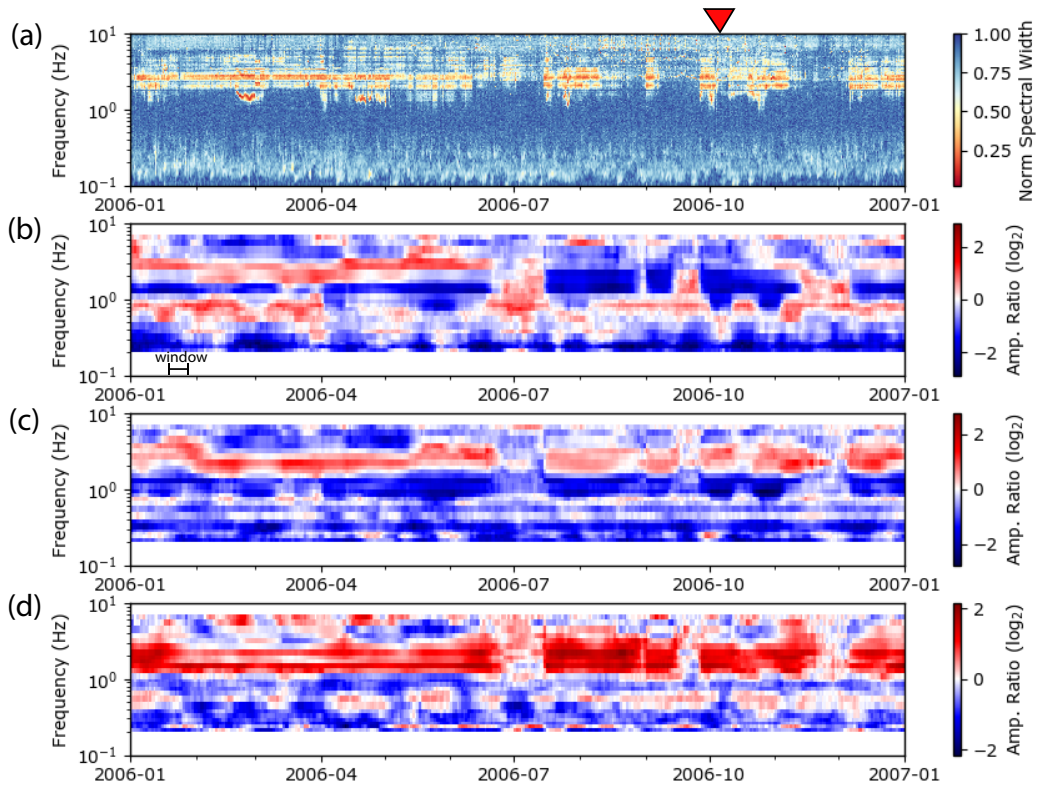 (a)
10¹
10⁰
10⁻¹
Frequency (Hz)
2006-01 2006-04 2006-07 2006-10 2007-01
1.00
0.75
0.50
0.25
Norm Spectral Width
(b)
10¹
10⁰
10⁻¹
Frequency (Hz)
window
2006-01 2006-04 2006-07 2006-10 2007-01
2
0
−2
Amp. Ratio (log₂)
(c)
10¹
10⁰
10⁻¹
Frequency (Hz)
2006-01 2006-04 2006-07 2006-10 2007-01
2
0
−2
Amp. Ratio (log₂)
(d)
10¹
10⁰
10⁻¹
Frequency (Hz)
2006-01 2006-04 2006-07 2006-10 2007-01
2
0
−2
Amp. Ratio (log₂)